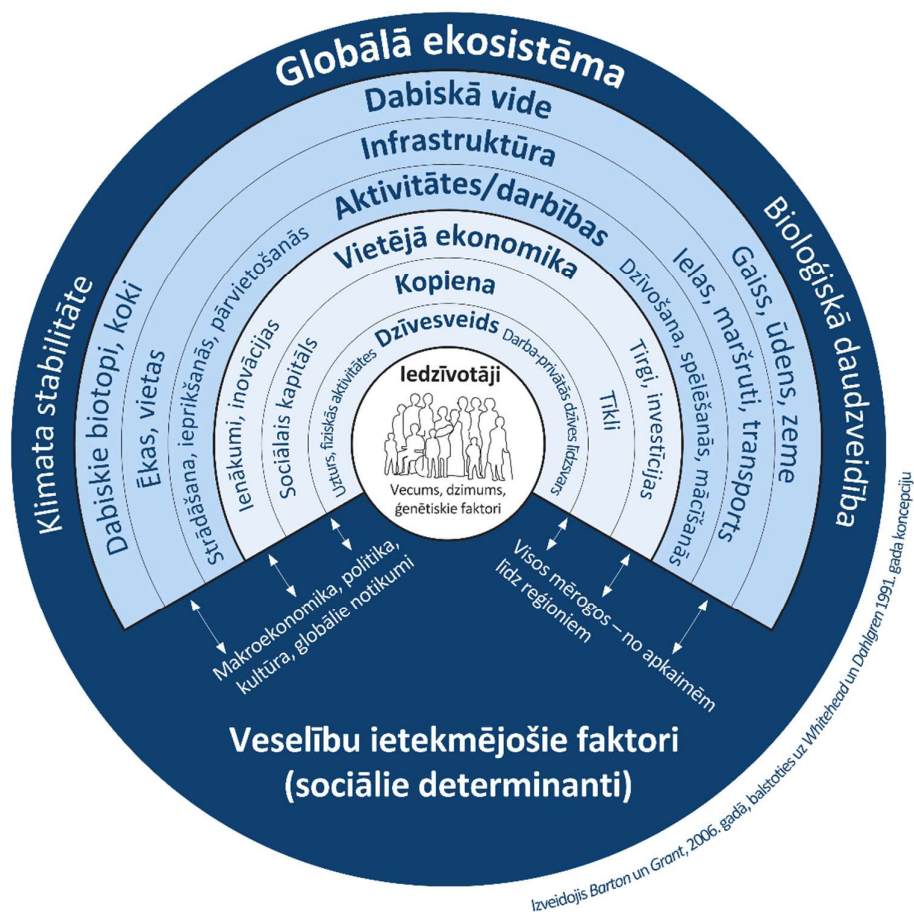 Globālā ekosistēma
Klimata stabilitāte
Bioloģiskā daudzveidība
Dabiskā vide
Dabiskie biotopi, koki
Gaiss, ūdens, zeme
Infrastruktūra
Ēkas, vietas
Ielas, maršruti, transports
Aktivitātes/darbības
Strādāšana, iepirkšanās, pārvietošanās
Dzīvošana, spēlēšanās, mācīšanās
Vietējā ekonomika
Ienākumi, inovācijas
Tirgi, investīcijas
Kopiena
Sociālais kapitāls
Tīkli
Dzīvesveids
Uzturs, fiziskās aktivitātes
Darba-privātās dzīves līdzsvars
Iedzīvotāji
Vecums, dzimums,
ģenētiskie faktori
Makroekonomika, politika,
kultūra, globālie notikumi
Visos mērogos – no apkaimēm
līdz reģioniem
Veselību ietekmējošie faktori
(sociālie determinanti)
Izveidojis Barton un Grant, 2006. gadā, balstoties uz Whitehead un Dahlgren 1991. gada koncepciju